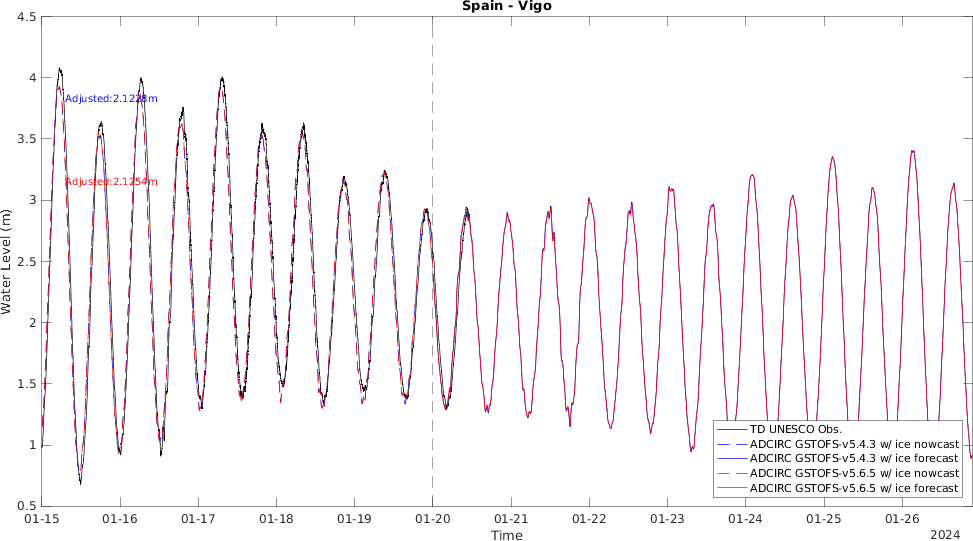 Spain - Vigo
4.5
4
3.5
3
2.5
2
1.5
1
0.5
Water Level (m)
Adjusted:2.1228m
Adjusted:2.1254m
TD UNESCO Obs.
ADCIRC GSTOFS-v5.4.3 w/ ice nowcast
ADCIRC GSTOFS-v5.4.3 w/ ice forecast
ADCIRC GSTOFS-v5.6.5 w/ ice nowcast
ADCIRC GSTOFS-v5.6.5 w/ ice forecast
01-15 01-16 01-17 01-18 01-19 01-20 01-21 01-22 01-23 01-24 01-25 01-26
Time
2024